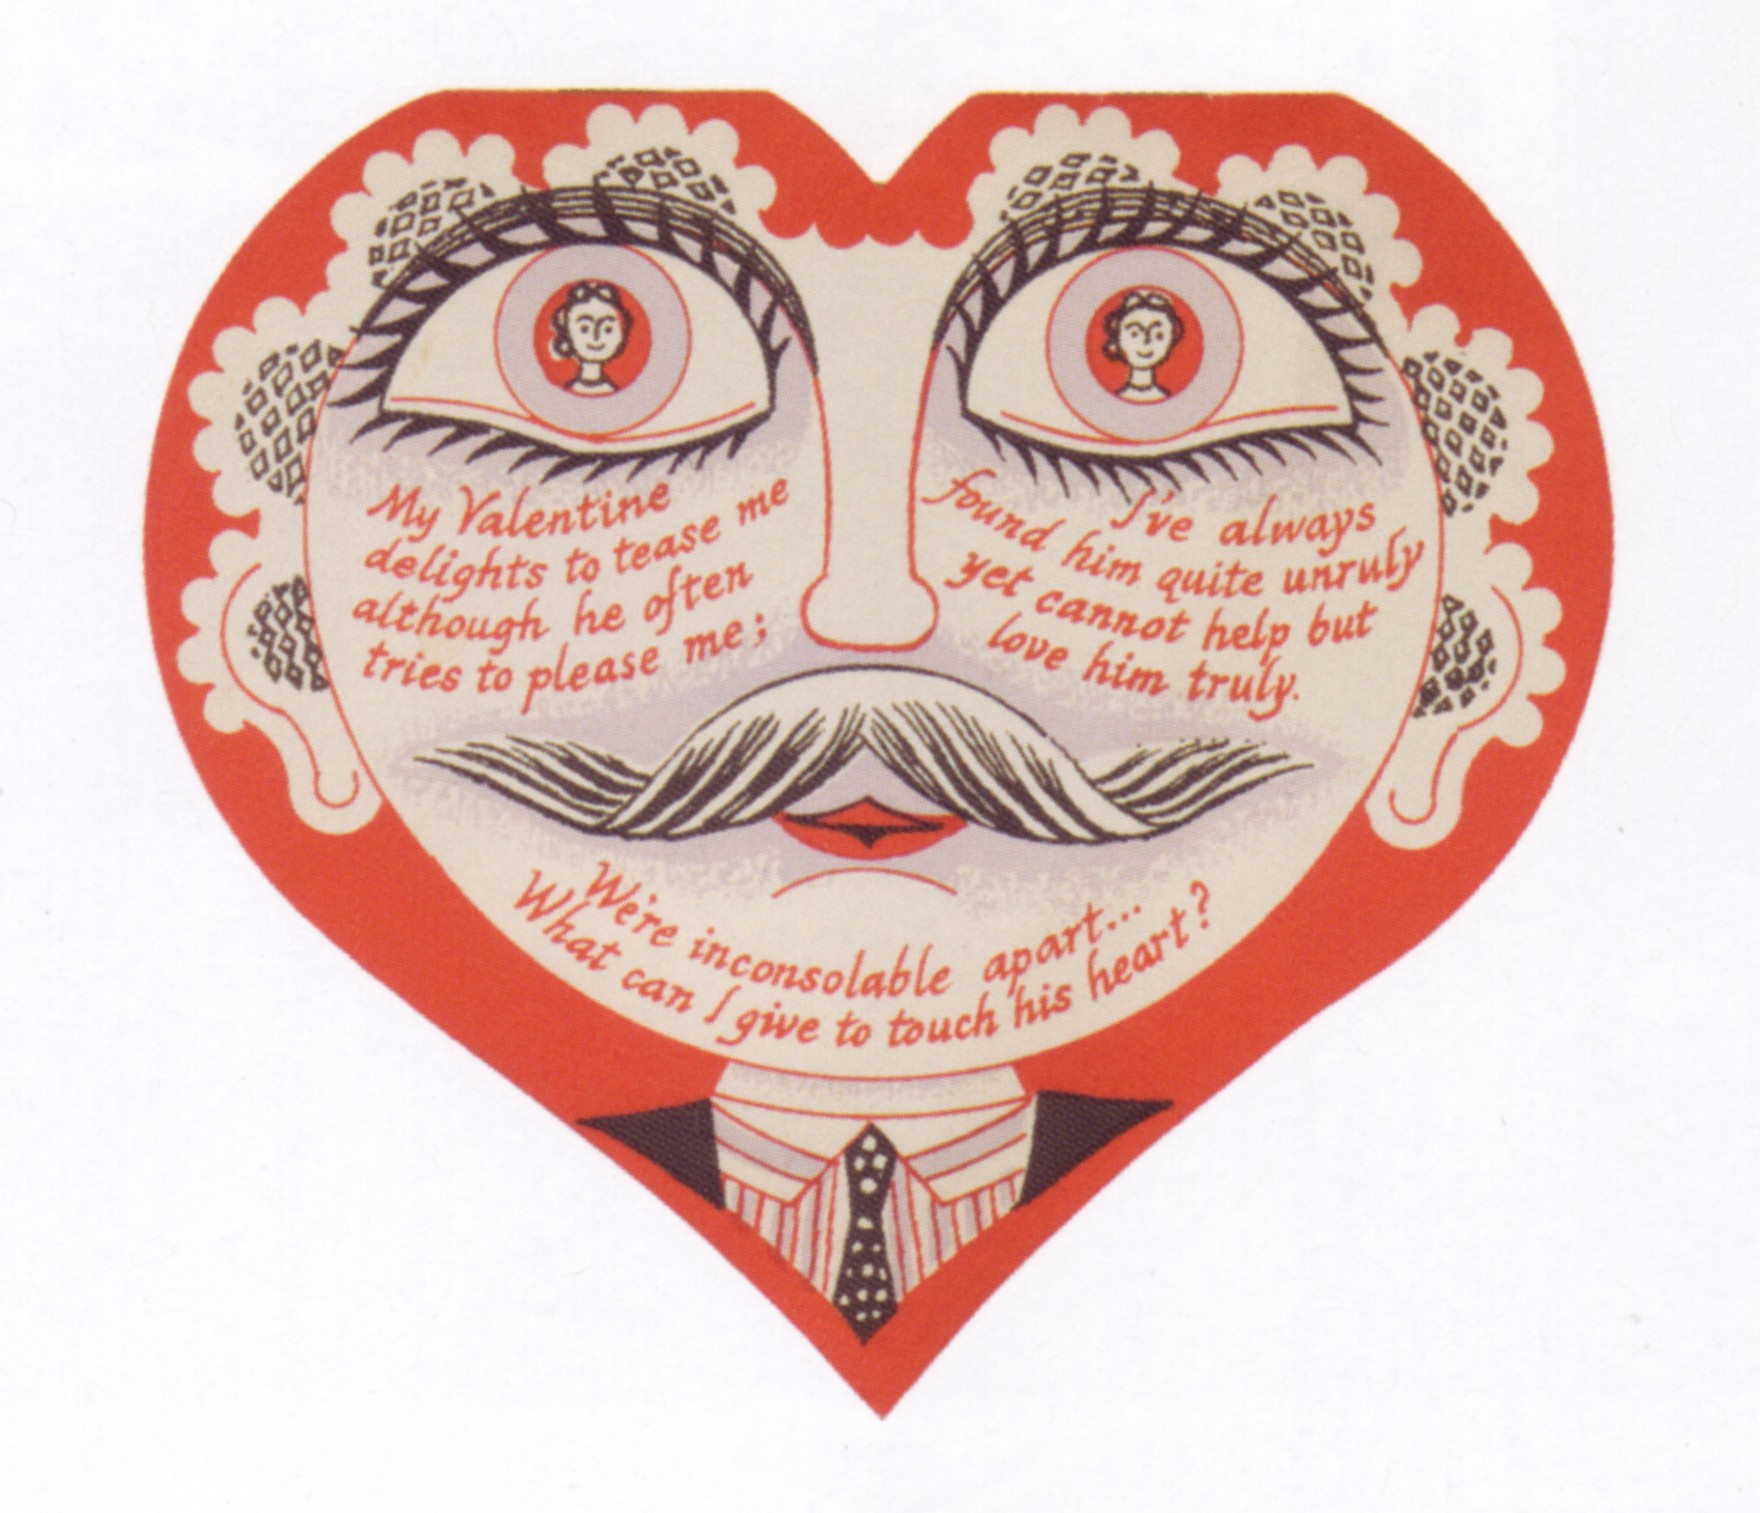 My Valentine
delights to tease me
although he often
tries to please me;
I've always
found him quite unruly
yet cannot help but
love him truly.
We're inconsolable apart...
What can I give to touch his heart?